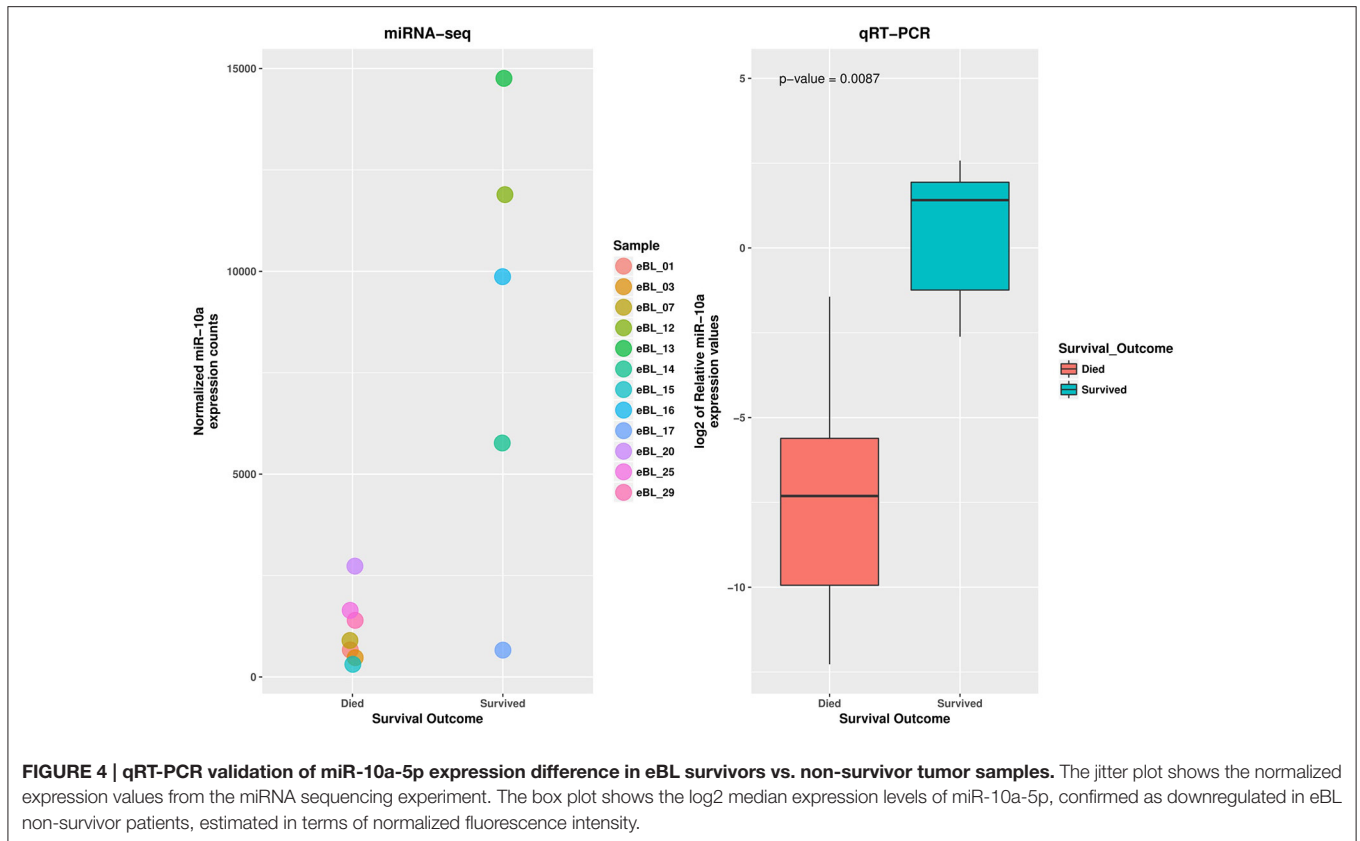 miRNA−seq
15000
10000
5000
0
Normalized miR−10a
expression counts
Died
Survived
Survival Outcome
Sample
eBL_01
eBL_03
eBL_07
eBL_12
eBL_13
eBL_14
eBL_15
eBL_16
eBL_17
eBL_20
eBL_25
eBL_29
qRT−PCR
p−value = 0.0087
5
0
−5
−10
log2 of Relative miR−10a
expression values
Died
Survived
Survival Outcome
Survival_Outcome
Died
Survived
FIGURE 4 | qRT-PCR validation of miR-10a-5p expression difference in eBL survivors vs. non-survivor tumor samples. The jitter plot shows the normalized
expression values from the miRNA sequencing experiment. The box plot shows the log2 median expression levels of miR-10a-5p, confirmed as downregulated in eBL
non-survivor patients, estimated in terms of normalized fluorescence intensity.